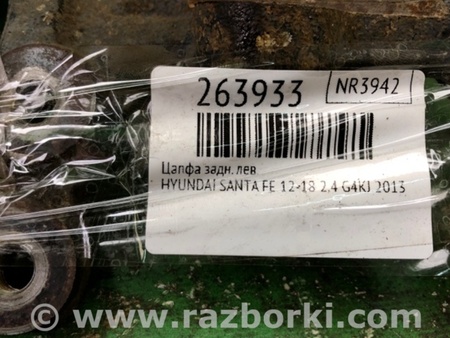 263933
NR3942
Цапфа задн. лев
HYUNDAI SANTA FE 12-18 2.4 G4KJ 2013
www.razborki.com